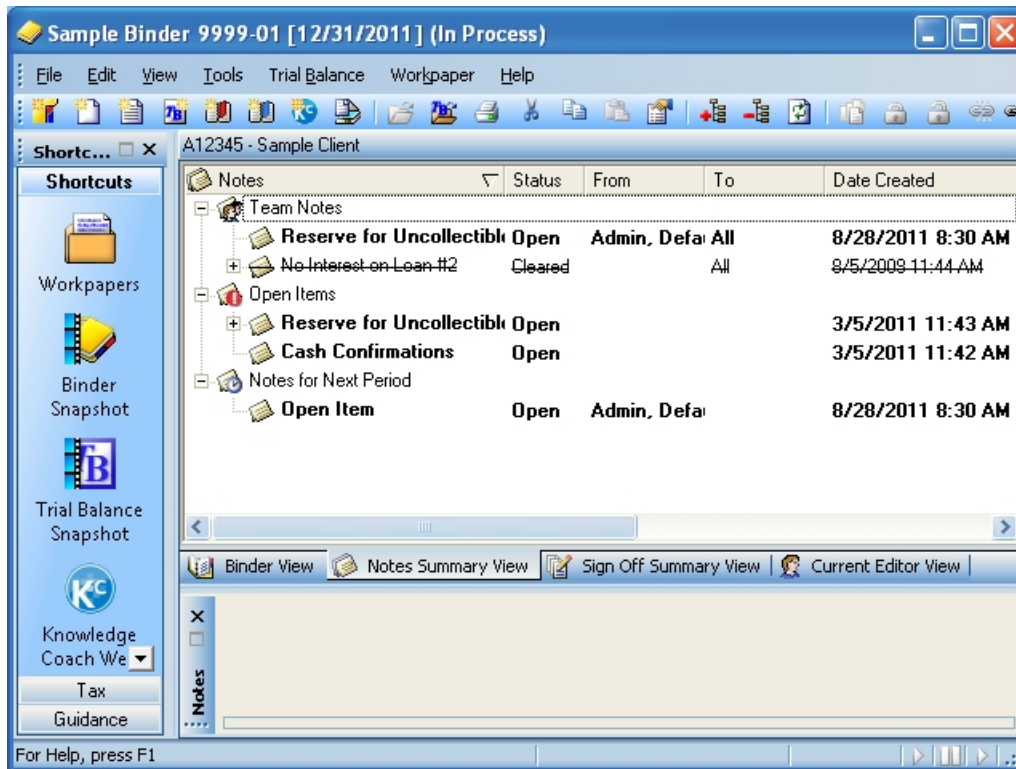 Sample Binder 9999-01 [12/31/2011] (In Process)
File Edit View Tools Trial Balance Workpaper Help
Shortc...
A12345 - Sample Client
Shortcuts
Workpapers
Binder
Snapshot
Trial Balance
Snapshot
Knowledge
Coach We
Tax
Guidance
Notes Status From To Date Created
Team Notes
Reserve for Uncollectibl Open Admin, Defau All 8/28/2011 8:30 AM
No Interest on Loan #2 Cleared All 8/5/2009 11:44 AM
Open Items
Reserve for Uncollectibl Open 3/5/2011 11:43 AM
Cash Confirmations Open 3/5/2011 11:42 AM
Notes for Next Period
Open Item Open Admin, Defau 8/28/2011 8:30 AM
Binder View Notes Summary View Sign Off Summary View Current Editor View
Notes
For Help, press F1